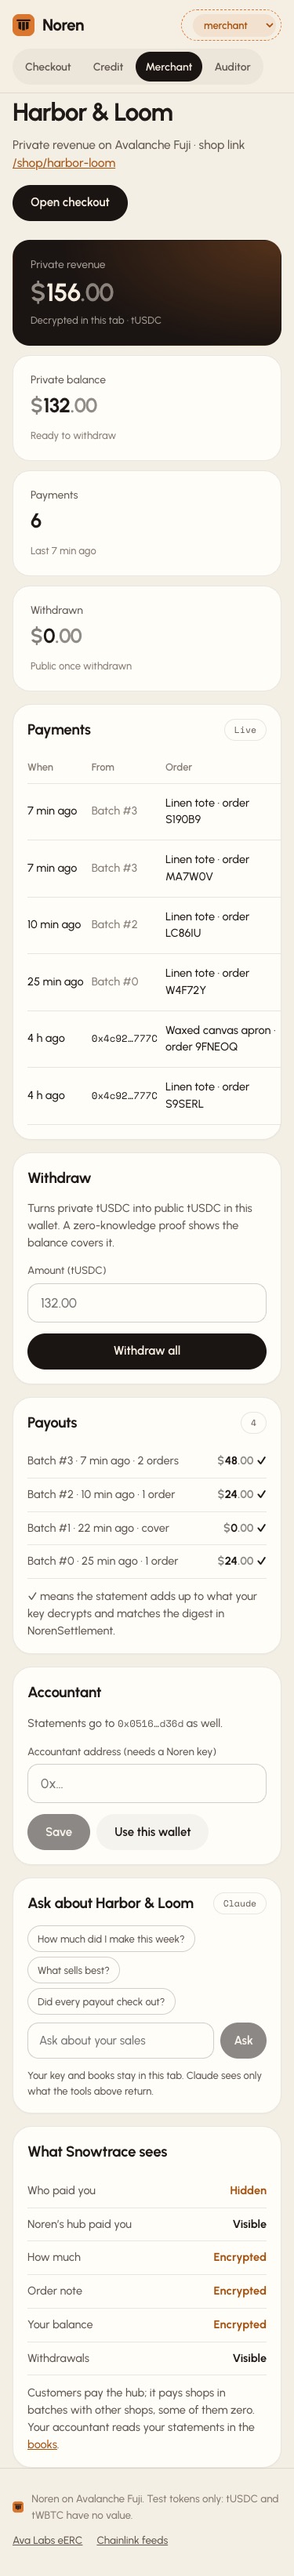 Noren
merchant
Checkout Credit Merchant Auditor
Harbor & Loom
Private revenue on Avalanche Fuji · shop link
/shop/harbor-loom
Open checkout
Private revenue
$156.00
Decrypted in this tab · tUSDC
Private balance
$132.00
Ready to withdraw
Payments
6
Last 7 min ago
Withdrawn
$0.00
Public once withdrawn
Payments Live
When From Order
7 min ago Batch #3 Linen tote · order
S190B9
7 min ago Batch #3 Linen tote · order
MA7W0V
10 min ago Batch #2 Linen tote · order
LC86IU
25 min ago Batch #0 Linen tote · order
W4F72Y
4 h ago 0x4c92…777C Waxed canvas apron ·
order 9FNEOQ
4 h ago 0x4c92…777C Linen tote · order
S9SERL
Withdraw
Turns private tUSDC into public tUSDC in this
wallet. A zero-knowledge proof shows the
balance covers it.
Amount (tUSDC)
132.00
Withdraw all
Payouts 4
Batch #3 · 7 min ago · 2 orders $48.00 ✓
Batch #2 · 10 min ago · 1 order $24.00 ✓
Batch #1 · 22 min ago · cover $0.00 ✓
Batch #0 · 25 min ago · 1 order $24.00 ✓
✓ means the statement adds up to what your
key decrypts and matches the digest in
NorenSettlement.
Accountant
Statements go to 0x0516…d36d as well.
Accountant address (needs a Noren key)
0x…
Save Use this wallet
Ask about Harbor & Loom Claude
How much did I make this week?
What sells best?
Did every payout check out?
Ask about your sales Ask
Your key and books stay in this tab. Claude sees only
what the tools above return.
What Snowtrace sees
Who paid you Hidden
Noren's hub paid you Visible
How much Encrypted
Order note Encrypted
Your balance Encrypted
Withdrawals Visible
Customers pay the hub; it pays shops in
batches with other shops, some of them zero.
Your accountant reads your statements in the
books.
Noren on Avalanche Fuji. Test tokens only: tUSDC and
tWBTC have no value.
Ava Labs eERC Chainlink feeds